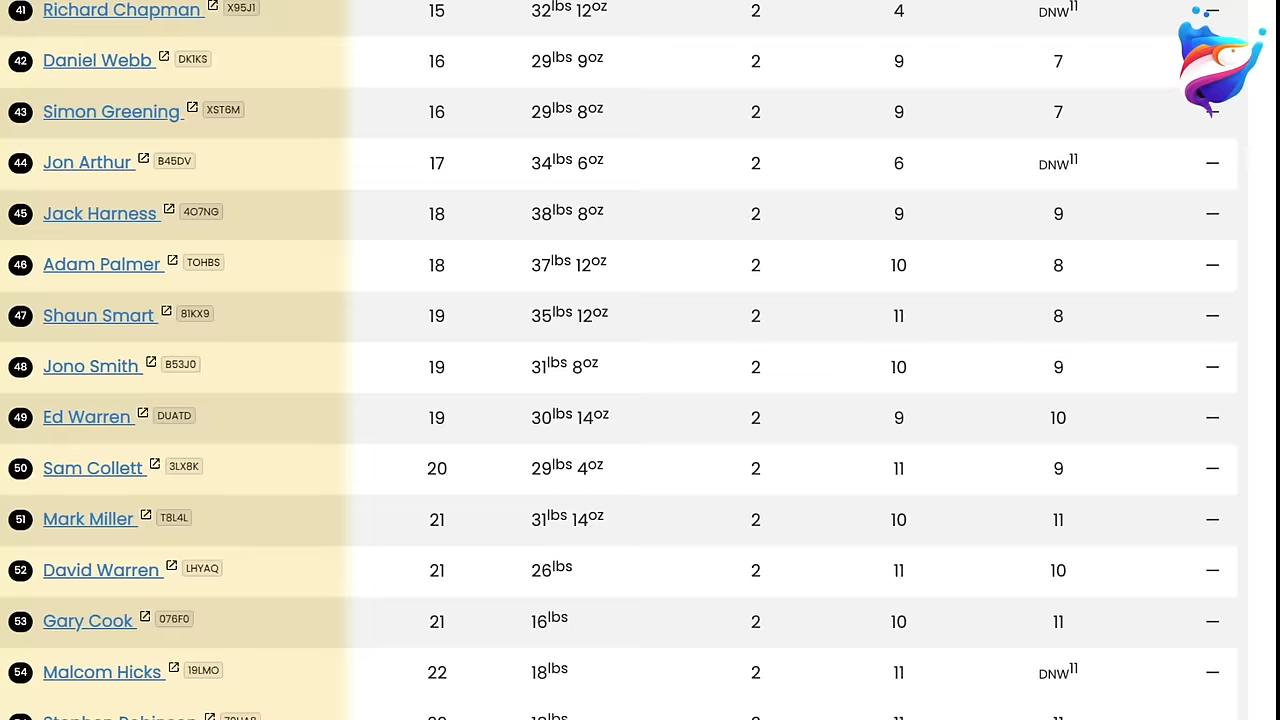 41 Richard Chapman X95J1 15 32lbs 12oz 2 4 DNW11 —
42 Daniel Webb DK1KS 16 29lbs 9oz 2 9 7
43 Simon Greening XST6M 16 29lbs 8oz 2 9 7 —
44 Jon Arthur B45DV 17 34lbs 6oz 2 6 DNW11 —
45 Jack Harness 4O7NG 18 38lbs 8oz 2 9 9 —
46 Adam Palmer TOHBS 18 37lbs 12oz 2 10 8 —
47 Shaun Smart 81KX9 19 35lbs 12oz 2 11 8 —
48 Jono Smith B53J0 19 31lbs 8oz 2 10 9 —
49 Ed Warren DUATD 19 30lbs 14oz 2 9 10 —
50 Sam Collett 3LX8K 20 29lbs 4oz 2 11 9 —
51 Mark Miller T8L4L 21 31lbs 14oz 2 10 11 —
52 David Warren LHYAQ 21 26lbs 2 11 10 —
53 Gary Cook 076F0 21 16lbs 2 10 11 —
54 Malcom Hicks 19LMO 22 18lbs 2 11 DNW11 —